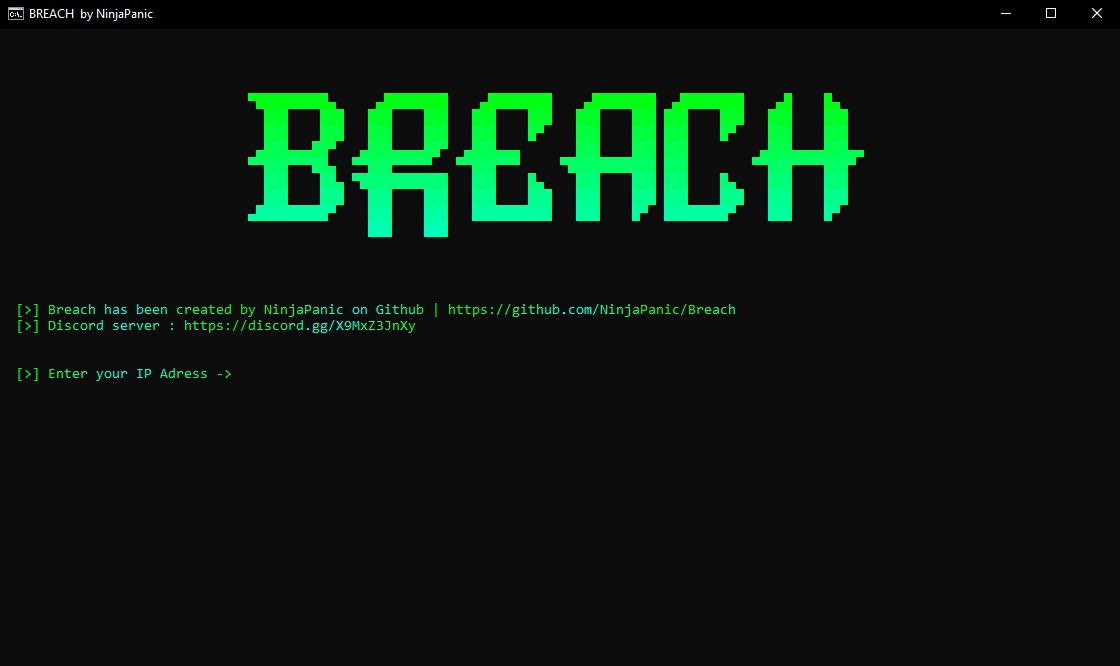 BREACH by NinjaPanic
BREACH
[>] Breach has been created by NinjaPanic on Github | https://github.com/NinjaPanic/Breach
[>] Discord server : https://discord.gg/X9MxZ3JnXy
[>] Enter your IP Adress ->